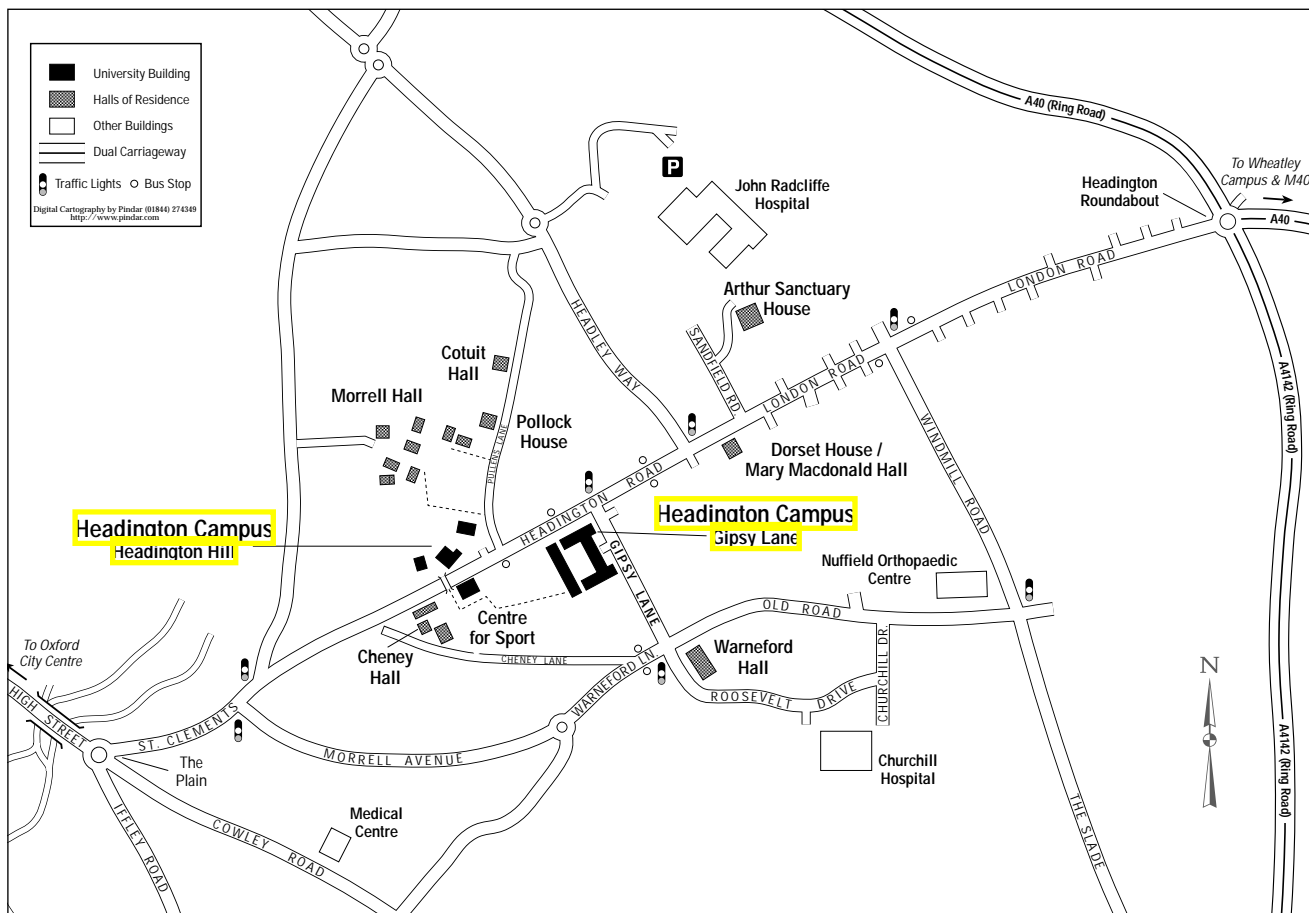 University Building
Halls of Residence
Other Buildings
Dual Carriageway
Traffic Lights
Bus Stop
Digital Cartography by Pindar (01844) 274349
http://www.pindar.com
A40 (Ring Road)
To Wheatley
Campus & M40
A40
Headington
Roundabout
P
John Radcliffe
Hospital
LONDON ROAD
Arthur Sanctuary
House
SANDFIELD RD
HEADLEY WAY
LONDON ROAD
A4142 (Ring Road)
Cotuit
Hall
Morrell Hall
Pollock
House
PULLENS LANE
Dorset House /
Mary Macdonald Hall
WINDMILL ROAD
HEADINGTON ROAD
Headington Campus
Headington Hill
Headington Campus
Gipsy Lane
GIPSY LANE
Nuffield Orthopaedic
Centre
OLD ROAD
Centre
for Sport
Cheney
Hall
CHENEY LANE
WARNEFORD LN.
Warneford
Hall
ROOSEVELT DRIVE
CHURCHILL DR.
To Oxford
City Centre
HIGH STREET
ST. CLEMENTS
The
Plain
MORRELL AVENUE
Churchill
Hospital
N
A4142 (Ring Road)
Medical
Centre
IFFLEY ROAD
COWLEY ROAD
THE SLADE